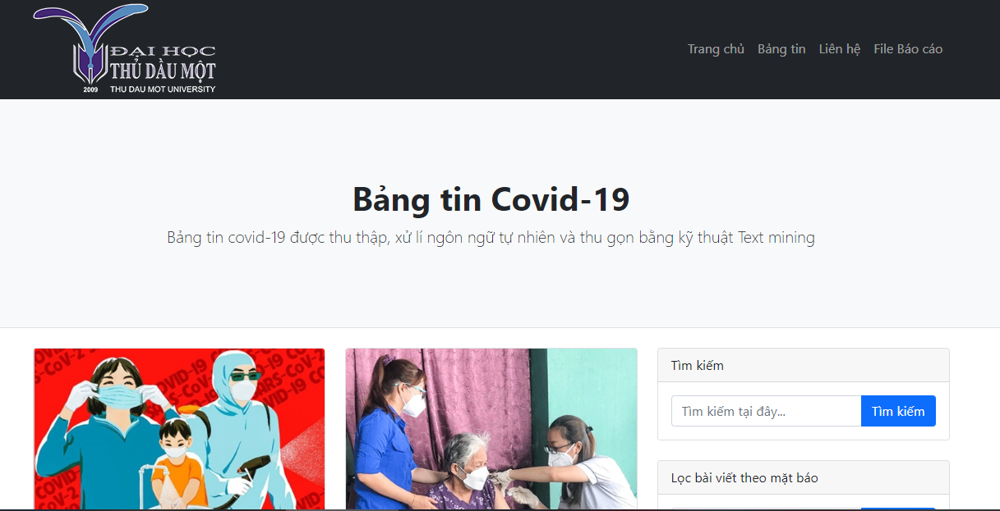 ĐẠI HỌC
THỦ DẦU MỘT
2009 THU DAU MOT UNIVERSITY
Trang chủ Bảng tin Liên hệ File Báo cáo
Bảng tin Covid-19
Bảng tin covid-19 được thu thập, xử lí ngôn ngữ tự nhiên và thu gọn bằng kỹ thuật Text mining
COVID-19
SARS-CoV-2
COVID-19
Tìm kiếm
Tìm kiếm tại đây... Tìm kiếm
Lọc bài viết theo mặt báo